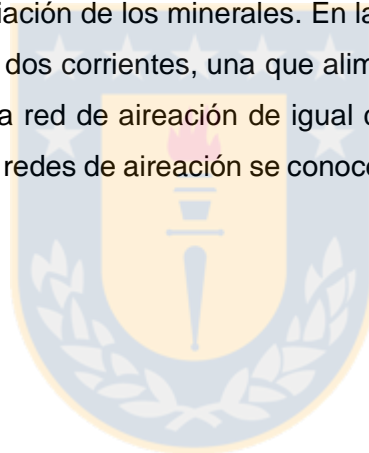 iación de los minerales. En la
dos corrientes, una que alim
a red de aireación de igual
redes de aireación se conoc